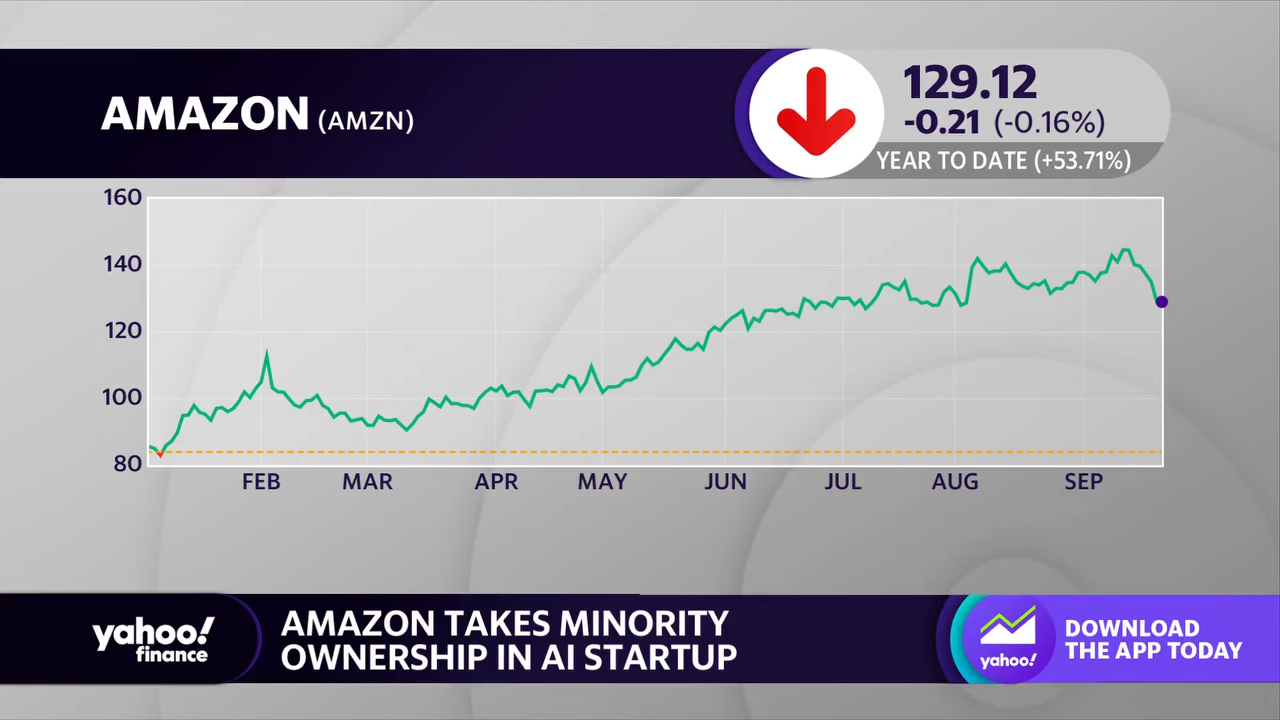 AMAZON (AMZN)
129.12
-0.21 (-0.16%)
YEAR TO DATE (+53.71%)
160
140
120
100
80
FEB MAR APR MAY JUN JUL AUG SEP
yahoo!
finance
AMAZON TAKES MINORITY
OWNERSHIP IN AI STARTUP
yahoo!
DOWNLOAD
THE APP TODAY